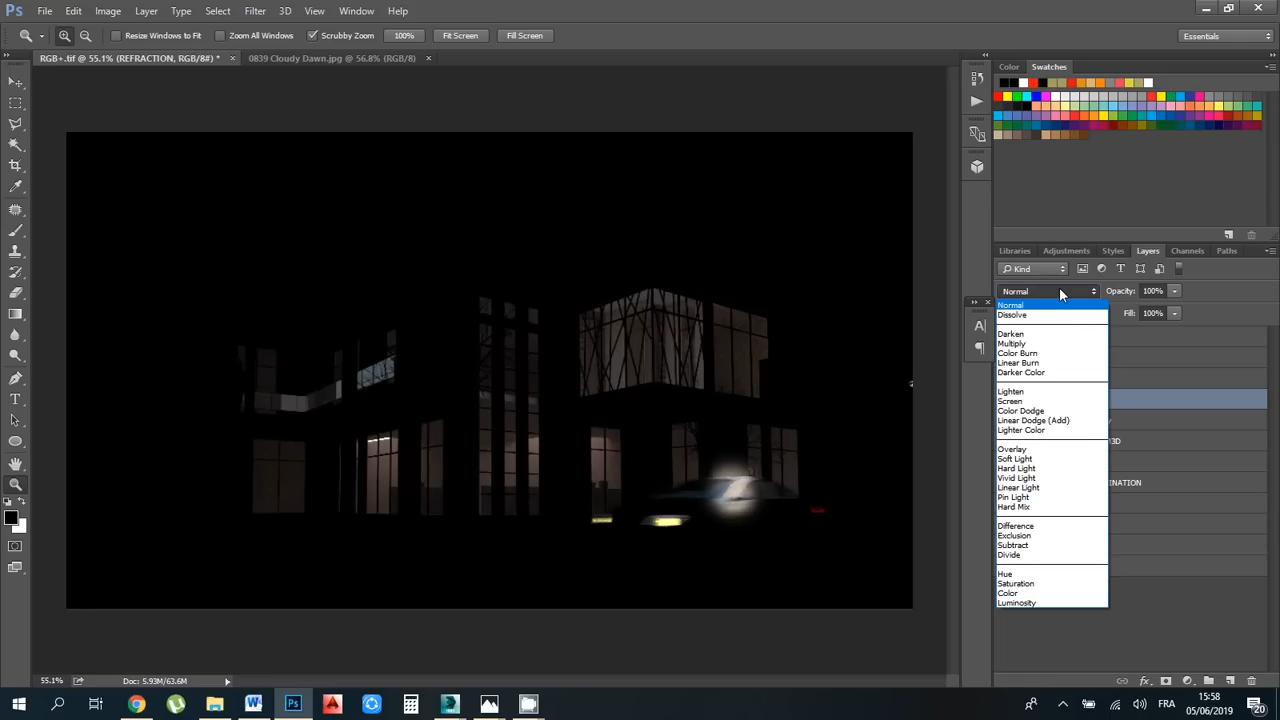 Ps File Edit Image Layer Type Select Filter 3D View Window Help
Resize Windows to Fit Zoom All Windows Scrubby Zoom 100% Fit Screen Fill Screen Essentials
RGB+.tif @ 55.1% (REFRACTION, RGB/8#) * × 0839 Cloudy Dawn.jpg @ 56.8% (RGB/8) ×
Color Swatches
Libraries Adjustments Styles Layers Channels Paths
Kind
Normal Opacity: 100%
Fill: 100%
Normal
Dissolve
Darken
Multiply
Color Burn
Linear Burn
Darker Color
Lighten
Screen
Color Dodge
Linear Dodge (Add)
Lighter Color
3D
Overlay
Soft Light
Hard Light
Vivid Light
Linear Light
INATION
Pin Light
Hard Mix
Difference
Exclusion
Subtract
Divide
Hue
Saturation
Color
Luminosity
55.1% Doc: 5.93M/63.6M
FRA 15:58
05/06/2019
20